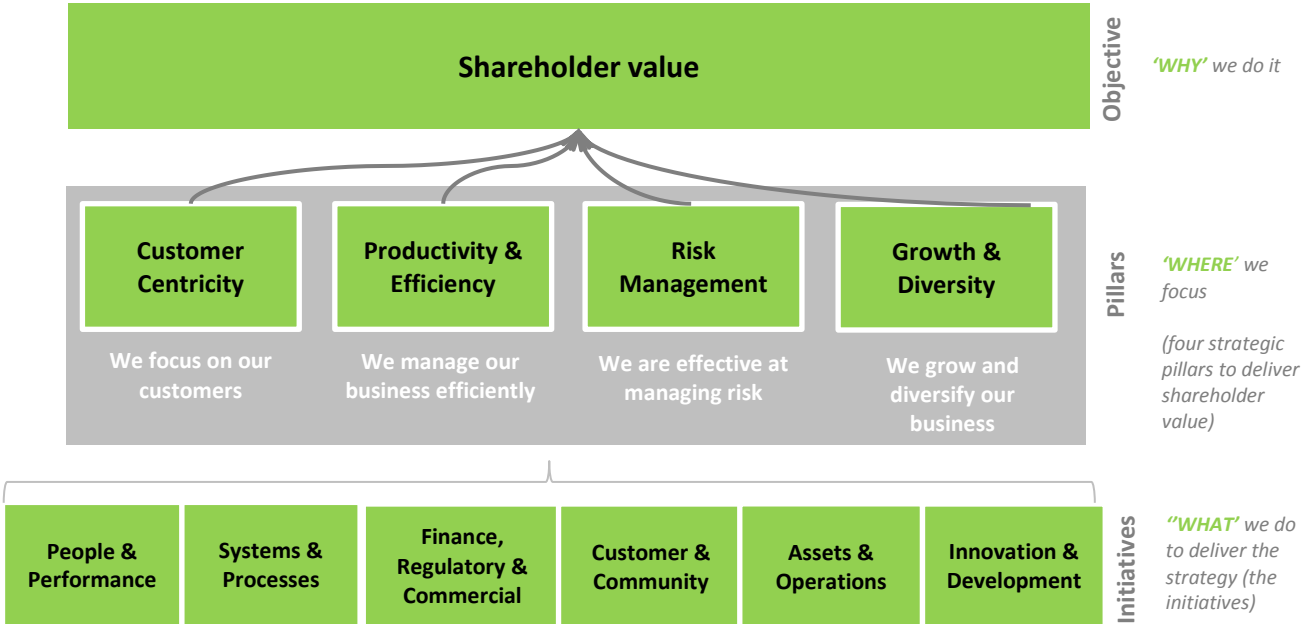 Shareholder value
Objective
‘WHY’ we do it
Customer
Centricity
Productivity &
Efficiency
Risk
Management
Growth &
Diversity
We focus on our
customers
We manage our
business efficiently
We are effective at
managing risk
We grow and
diversify our
business
Pillars
‘WHERE’ we
focus
(four strategic
pillars to deliver
shareholder
value)
People &
Performance
Systems &
Processes
Finance,
Regulatory &
Commercial
Customer &
Community
Assets &
Operations
Innovation &
Development
Initiatives
‘’WHAT’ we do
to deliver the
strategy (the
initiatives)